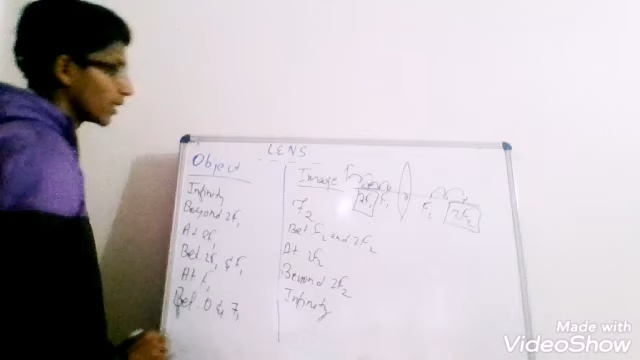 LENS
Object
Infinity
Beyond 2F1
At 2F1
Bet 2F1 & F1
At F1
Bet O & F1
Image
F2
Bet F2 and 2F2
At 2F2
Beyond 2F2
Infinity
2F1 F1
F2 2F2
Made with
VideoShow